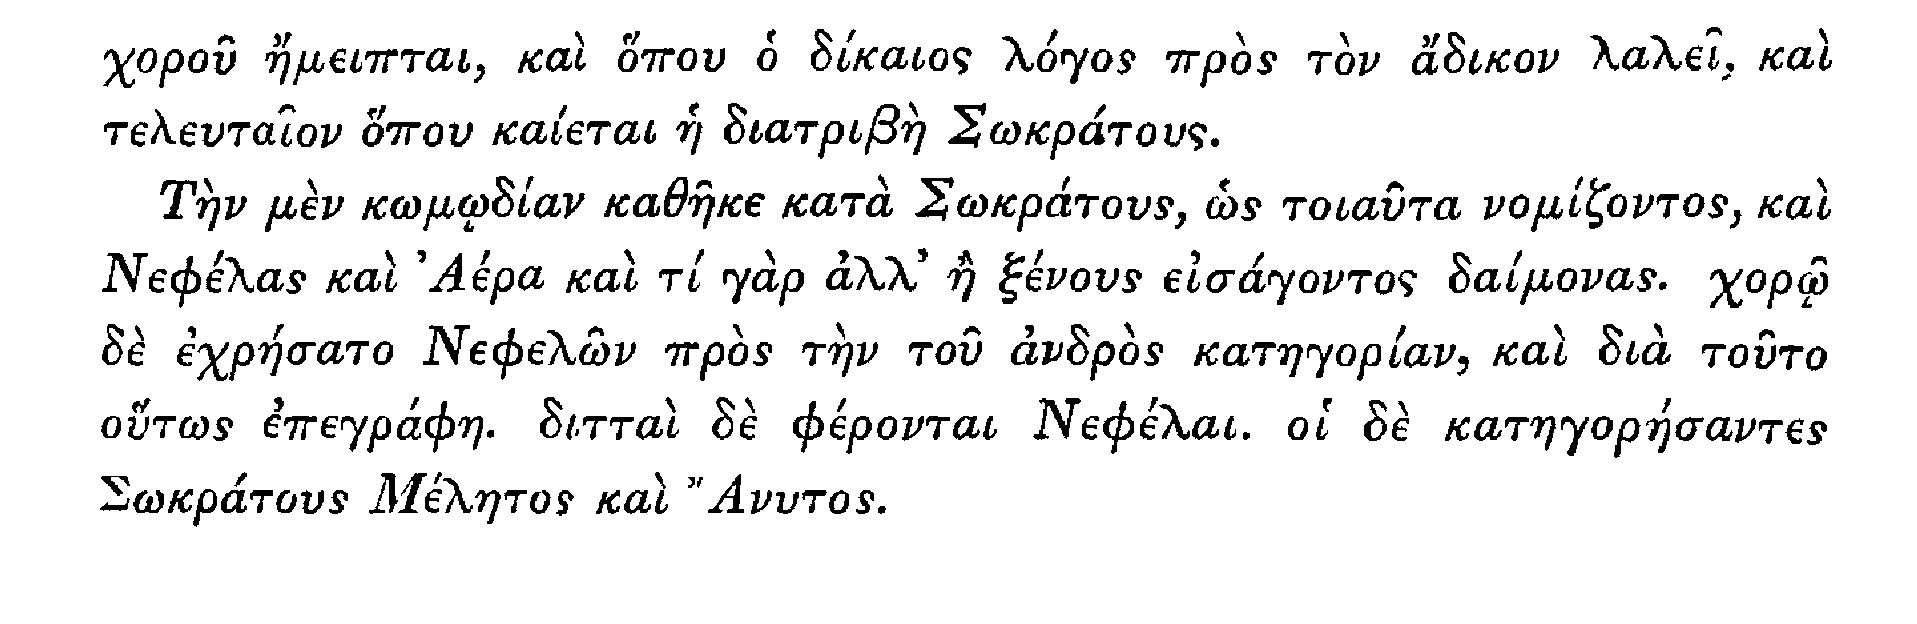 χοροῦ ἤμειπται, καὶ ὅπου ὁ δίκαιος λόγος πρὸς τὸν ἄδικον λαλεῖ, καὶ
τελευταῖον ὅπου καίεται ἡ διατριβὴ Σωκράτους.
Τὴν μὲν κωμῳδίαν καθῆκε κατὰ Σωκράτους, ὡς τοιαῦτα νομίζοντος, καὶ
Νεφέλας καὶ Ἀέρα καὶ τί γὰρ ἀλλ’ ἢ ξένους εἰσάγοντος δαίμονας. χορῷ
δὲ ἐχρήσατο Νεφελῶν πρὸς τὴν τοῦ ἀνδρὸς κατηγορίαν, καὶ διὰ τοῦτο
οὕτως ἐπεγράφη. διτταὶ δὲ φέρονται Νεφέλαι. οἱ δὲ κατηγορήσαντες
Σωκράτους Μέλητος καὶ Ἄνυτος.